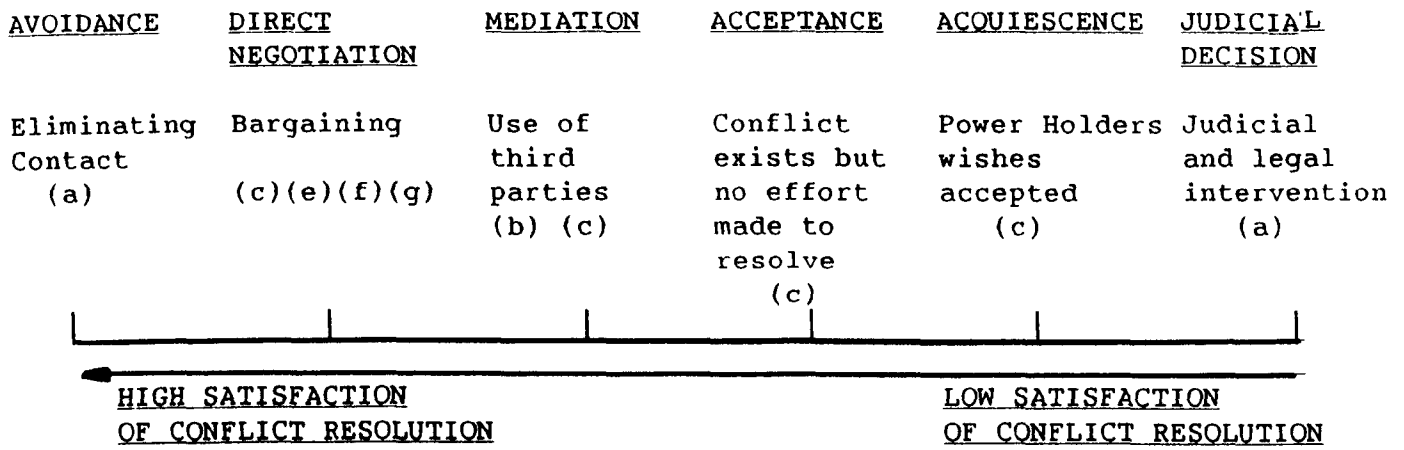 AVOIDANCE DIRECT NEGOTIATION MEDIATION ACCEPTANCE ACQUIESCENCE JUDICIAL DECISION
Eliminating Contact (a)
Bargaining (c)(e)(f)(g)
Use of third parties (b) (c)
Conflict exists but no effort made to resolve (c)
Power Holders wishes accepted (c)
Judicial and legal intervention (a)
HIGH SATISFACTION OF CONFLICT RESOLUTION
LOW SATISFACTION OF CONFLICT RESOLUTION